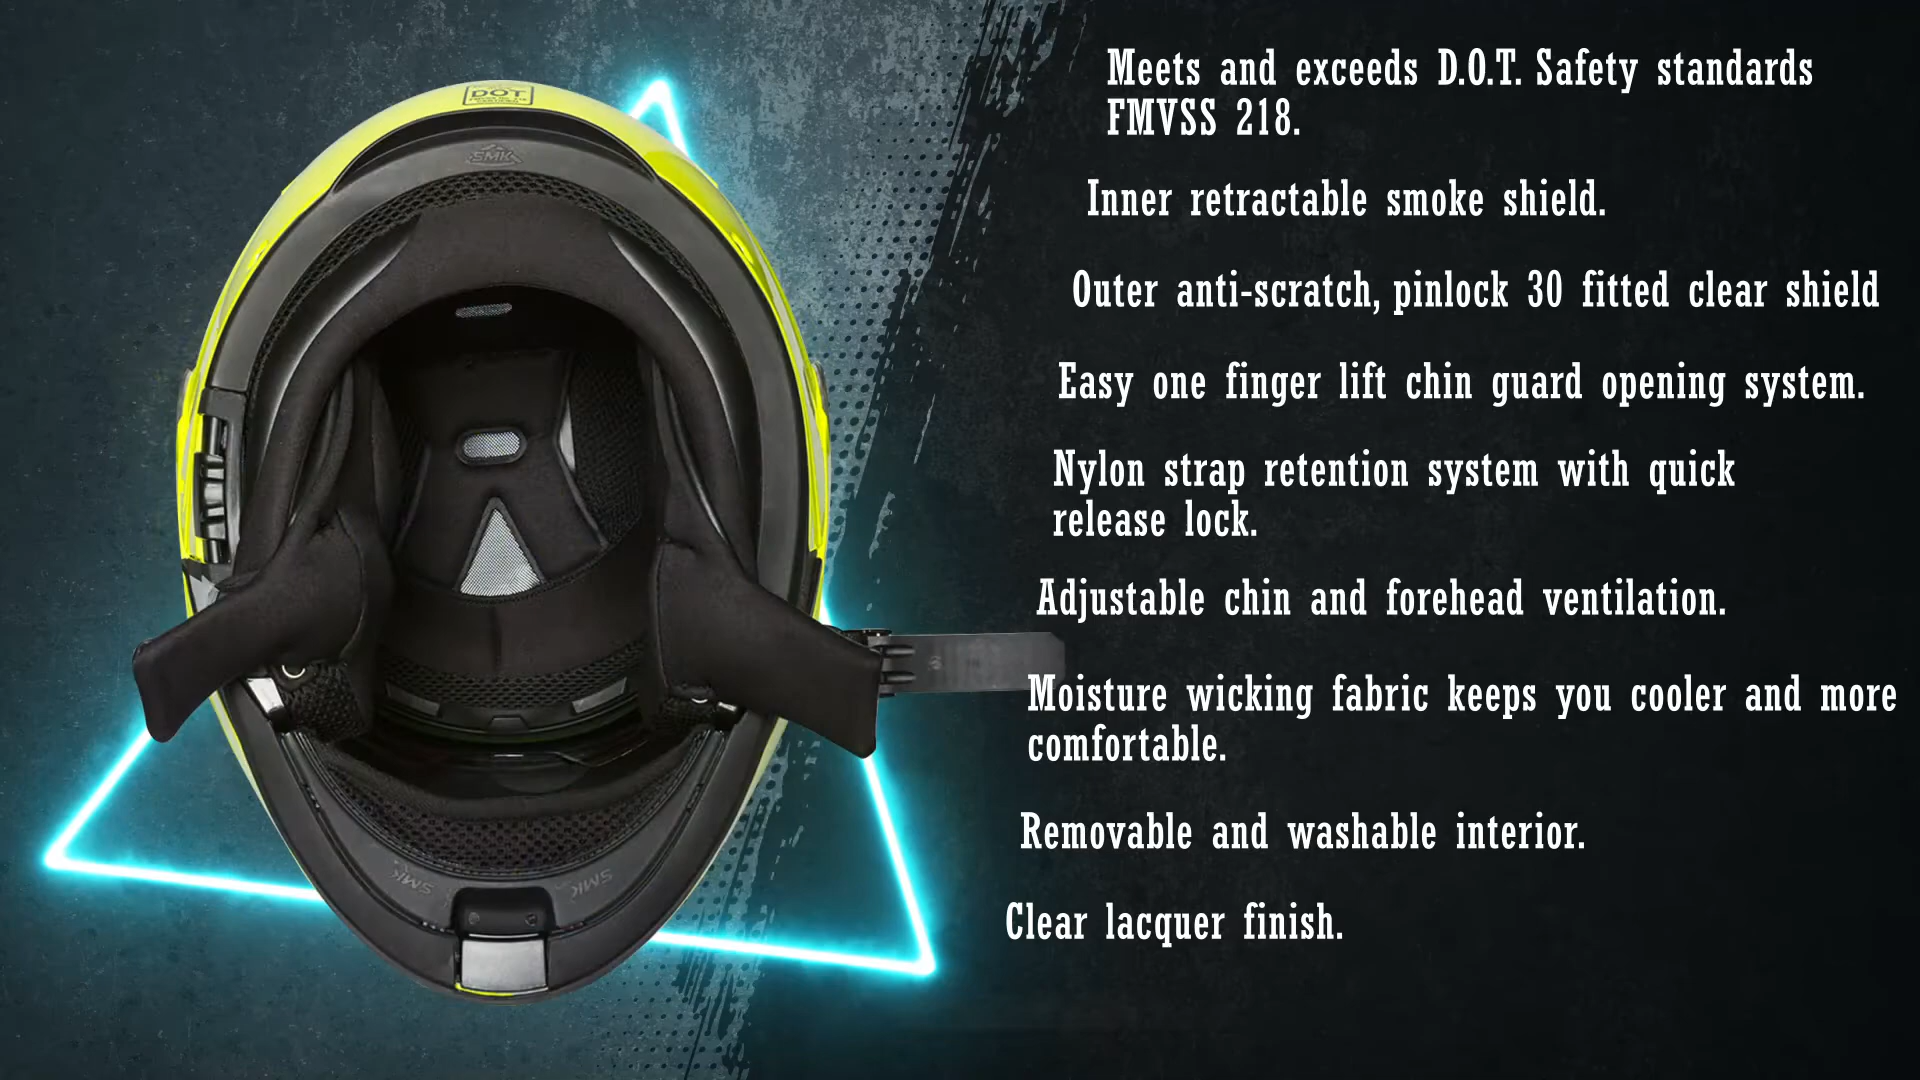 DOT
SMK
Meets and exceeds D.O.T. Safety standards
FMVSS 218.
Inner retractable smoke shield.
Outer anti-scratch, pinlock 30 fitted clear shield
Easy one finger lift chin guard opening system.
Nylon strap retention system with quick
release lock.
Adjustable chin and forehead ventilation.
Moisture wicking fabric keeps you cooler and more
comfortable.
Removable and washable interior.
SMK
SMK
Clear lacquer finish.